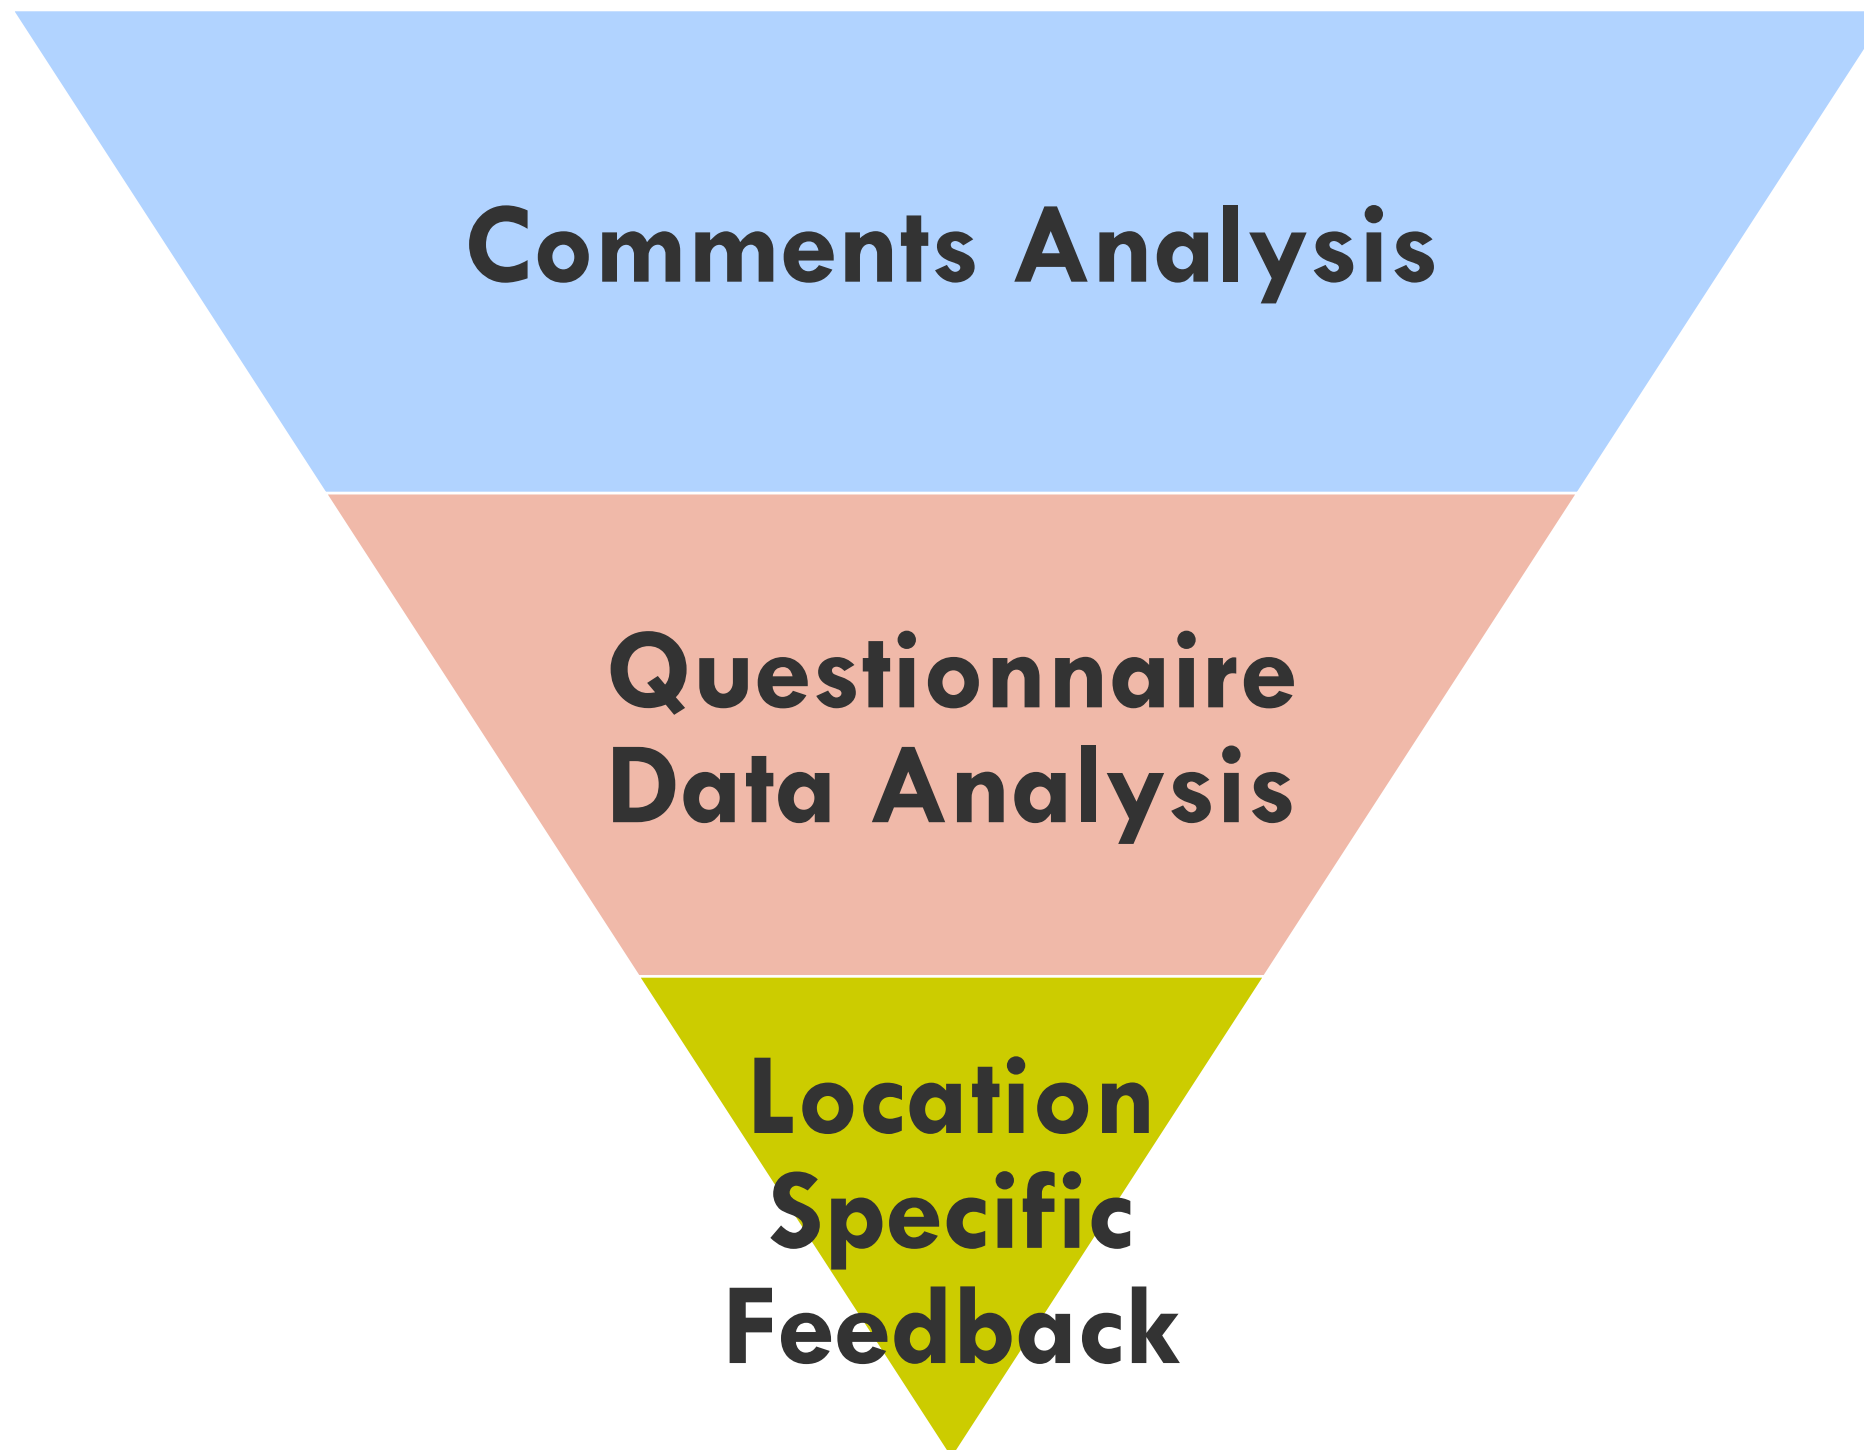 Comments Analysis
Questionnaire
Data Analysis
Location
Specific
Feedback